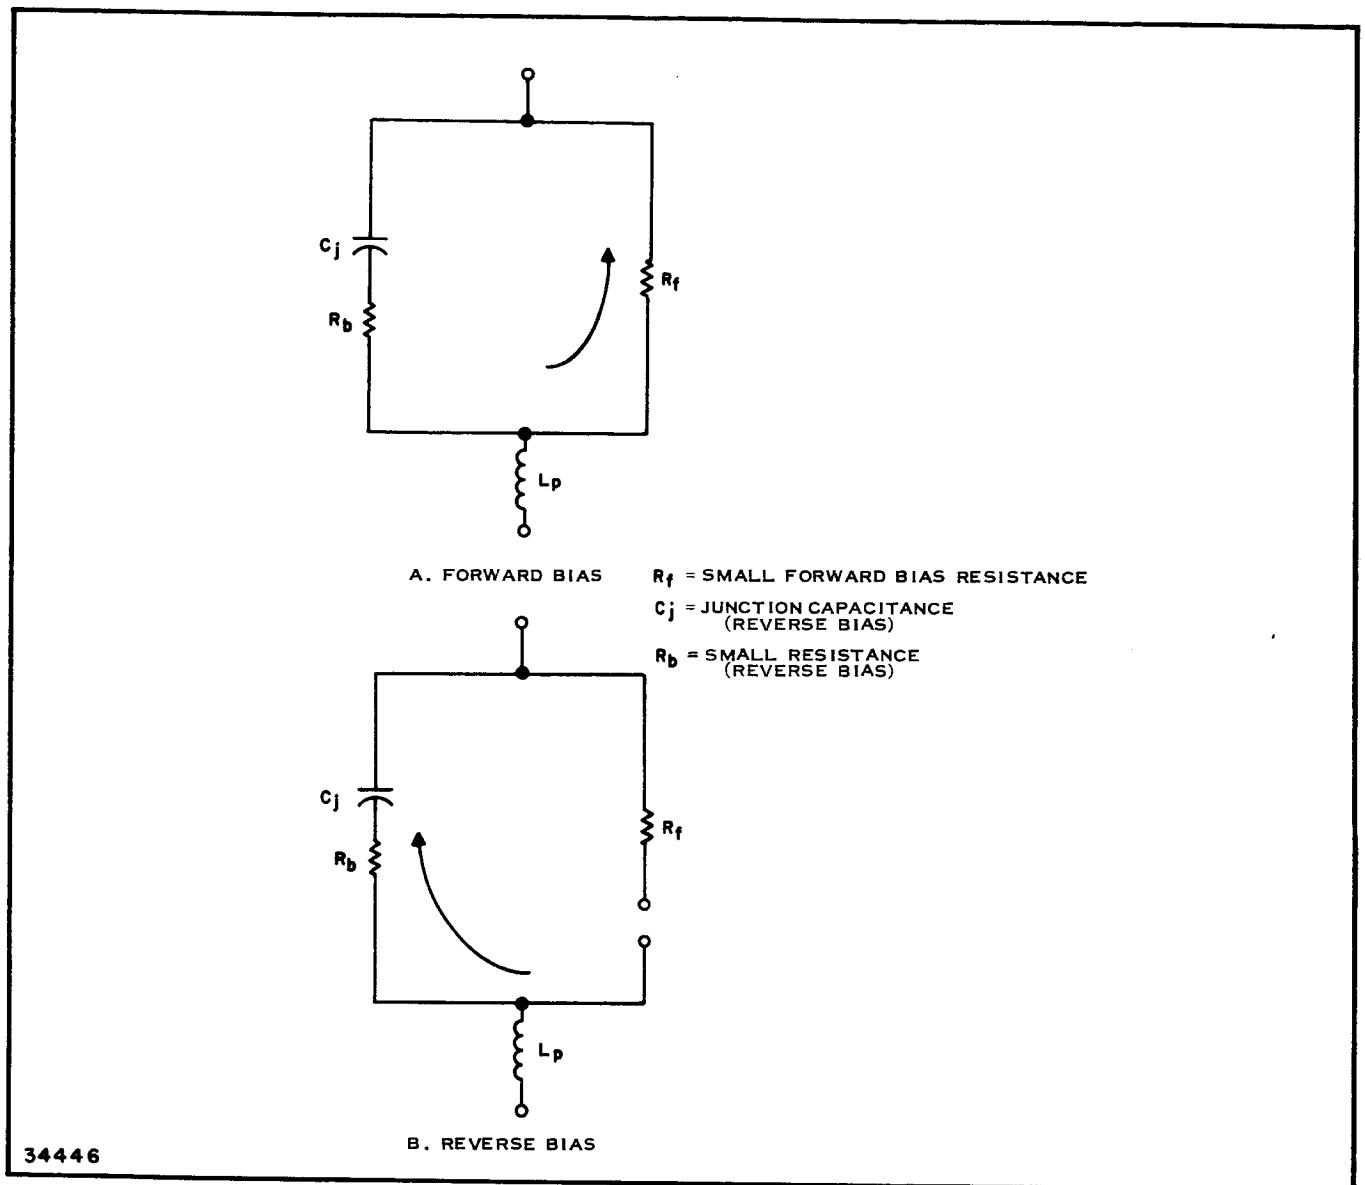 Cj
Rf
Rb
Lp
A. FORWARD BIAS
Rf = SMALL FORWARD BIAS RESISTANCE
Cj = JUNCTION CAPACITANCE
(REVERSE BIAS)
Rb = SMALL RESISTANCE
(REVERSE BIAS)
Cj
Rf
Rb
Lp
B. REVERSE BIAS
34446